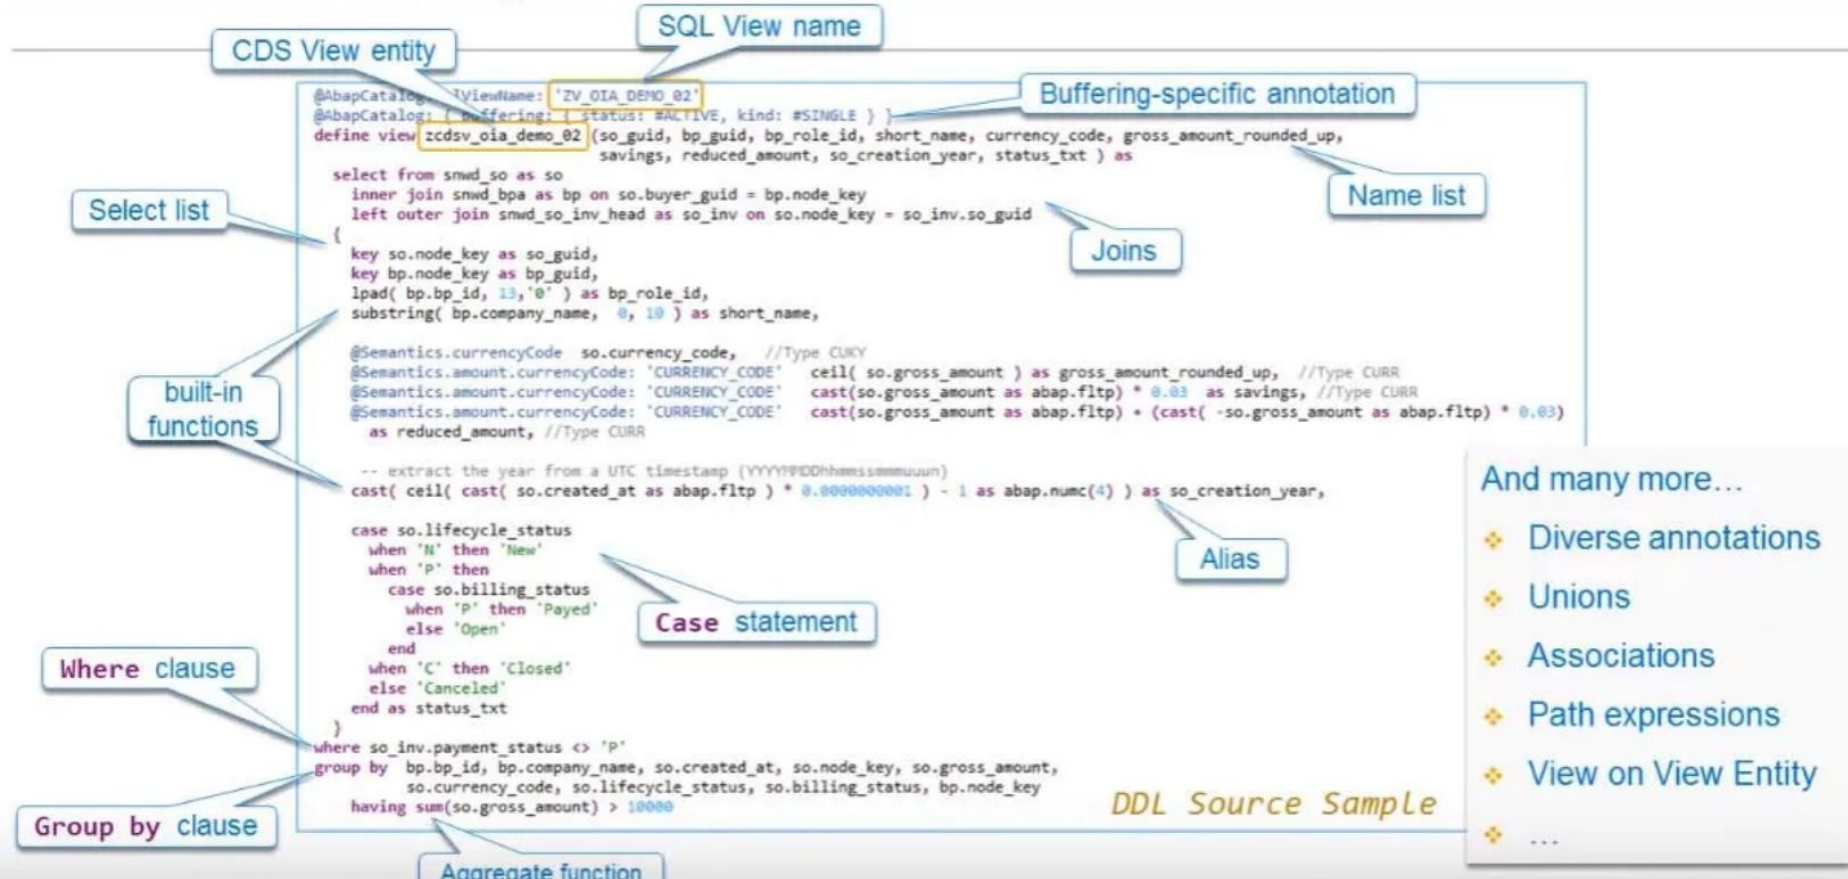 SQL View name
CDS View entity
Buffering-specific annotation
@AbapCatalog. lViewName: 'ZV_OIA_DEMO_02'
@AbapCatalog: { buffering: { status: #ACTIVE, kind: #SINGLE } }
define view zcdsv_oia_demo_02 (so_guid, bp_guid, bp_role_id, short_name, currency_code, gross_amount_rounded_up,
savings, reduced_amount, so_creation_year, status_txt ) as
select from snwd_so as so
inner join snwd_bpa as bp on so.buyer_guid = bp.node_key
Name list
Select list
left outer join snwd_so_inv_head as so_inv on so.node_key = so_inv.so_guid
{
Joins
key so.node_key as so_guid,
key bp.node_key as bp_guid,
lpad( bp.bp_id, 13,'0' ) as bp_role_id,
substring( bp.company_name, 0, 10 ) as short_name,
@Semantics.currencyCode so.currency_code, //Type CUKY
@Semantics.amount.currencyCode: 'CURRENCY_CODE' ceil( so.gross_amount ) as gross_amount_rounded_up, //Type CURR
@Semantics.amount.currencyCode: 'CURRENCY_CODE' cast(so.gross_amount as abap.fltp) * 0.03 as savings, //Type CURR
@Semantics.amount.currencyCode: 'CURRENCY_CODE' cast(so.gross_amount as abap.fltp) + (cast( -so.gross_amount as abap.fltp) * 0.03)
as reduced_amount, //Type CURR
built-in
functions
-- extract the year from a UTC timestamp (YYYYMMDDhhmmssmmmuuun)
cast( ceil( cast( so.created_at as abap.fltp ) * 0.0000000001 ) - 1 as abap.numc(4) ) as so_creation_year,
Alias
case so.lifecycle_status
when 'N' then 'New'
when 'P' then
case so.billing_status
when 'P' then 'Payed'
else 'Open'
end
when 'C' then 'Closed'
else 'Canceled'
end as status_txt
}
Case statement
Where clause
where so_inv.payment_status <> 'P'
group by bp.bp_id, bp.company_name, so.created_at, so.node_key, so.gross_amount,
so.currency_code, so.lifecycle_status, so.billing_status, bp.node_key
having sum(so.gross_amount) > 10000
Group by clause
Aggregate function
DDL Source Sample
And many more...
Diverse annotations
Unions
Associations
Path expressions
View on View Entity
...